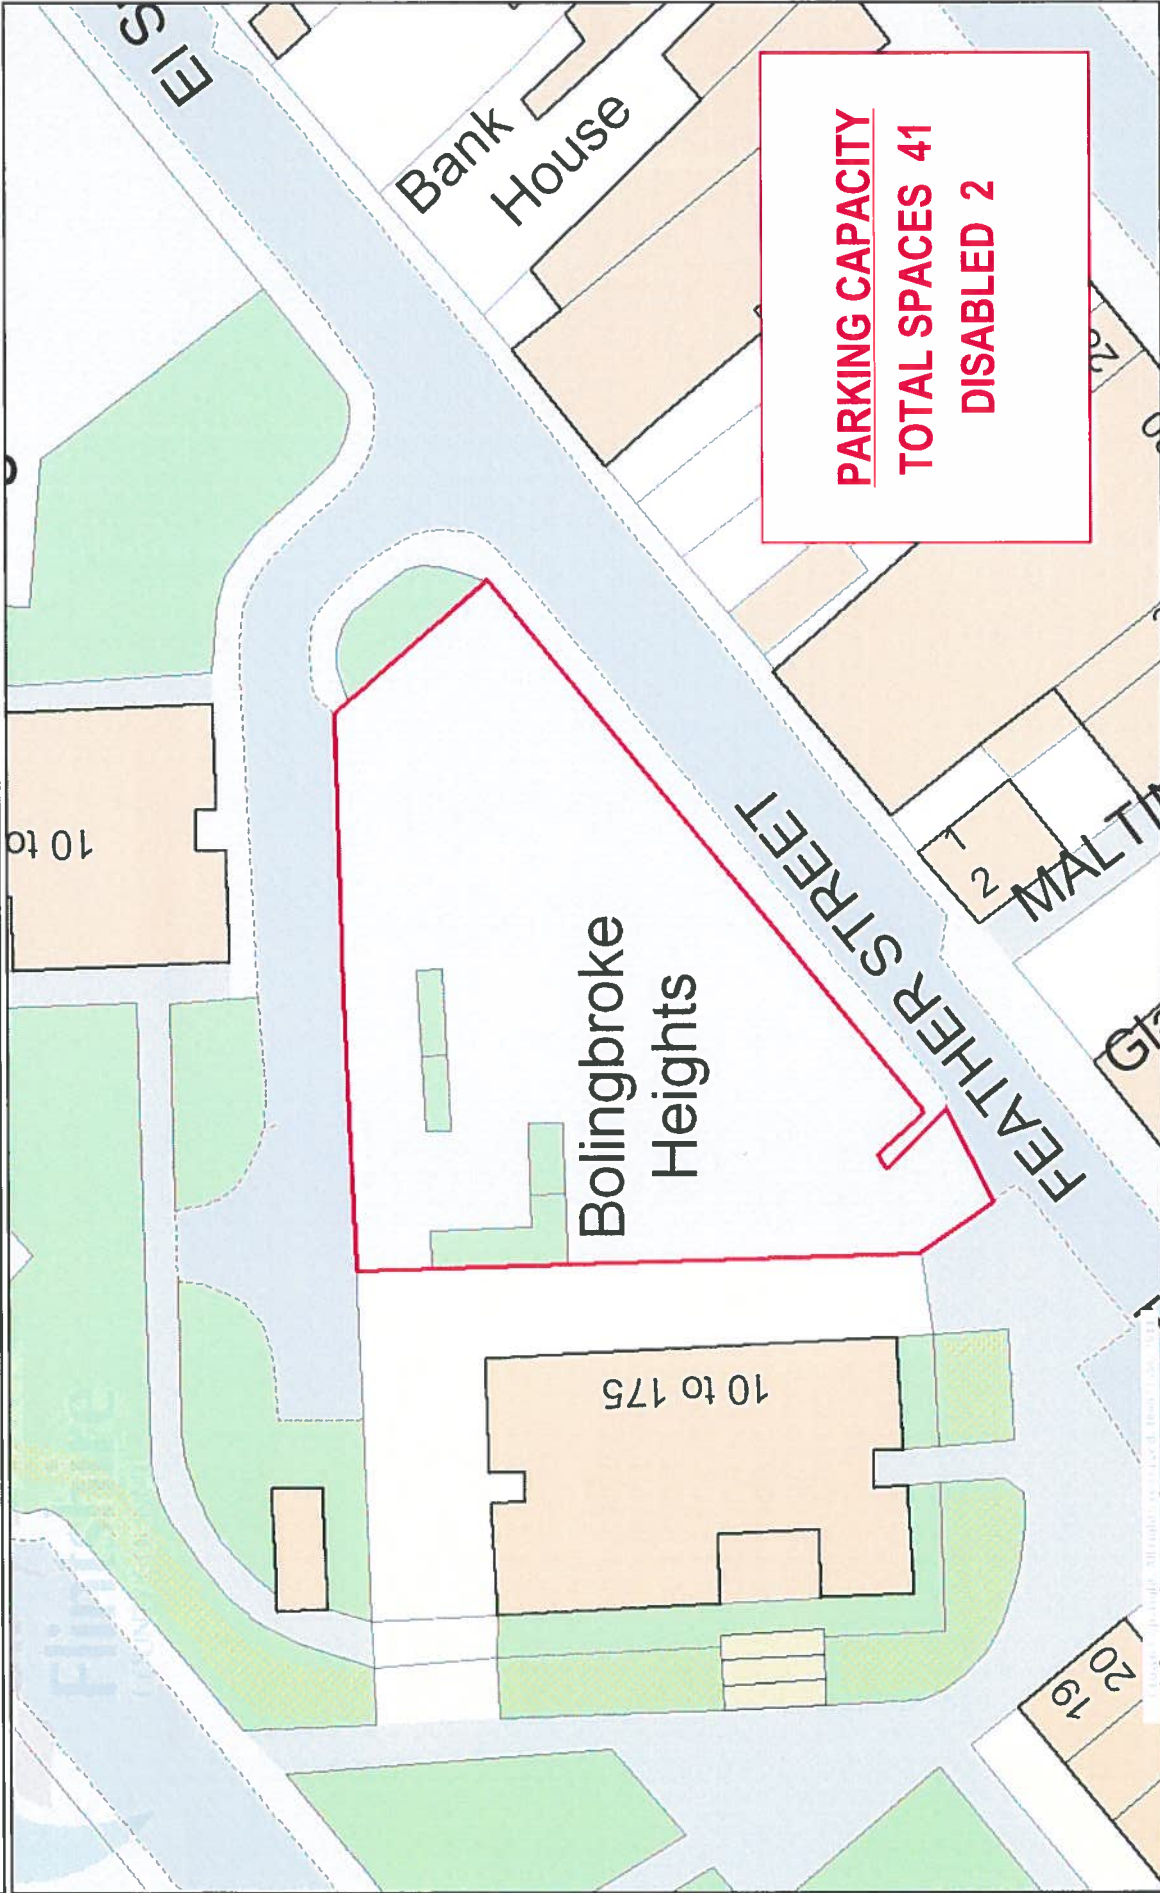 Bank
House
PARKING CAPACITY
TOTAL SPACES 41
DISABLED 2
Bolingbroke
Heights
FEATHER STREET
10 to
10 to 175
1
2
19
20
Flintshire